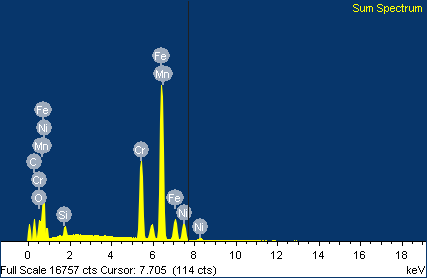 Sum Spectrum
Fe
Fe
Mn
Ni
Mn
Cr
C
Cr
Fe
O
Si
Ni
Ni
0 2 4 6 8 10 12 14 16 18
Full Scale 16757 cts Cursor: 7.705 (114 cts) keV